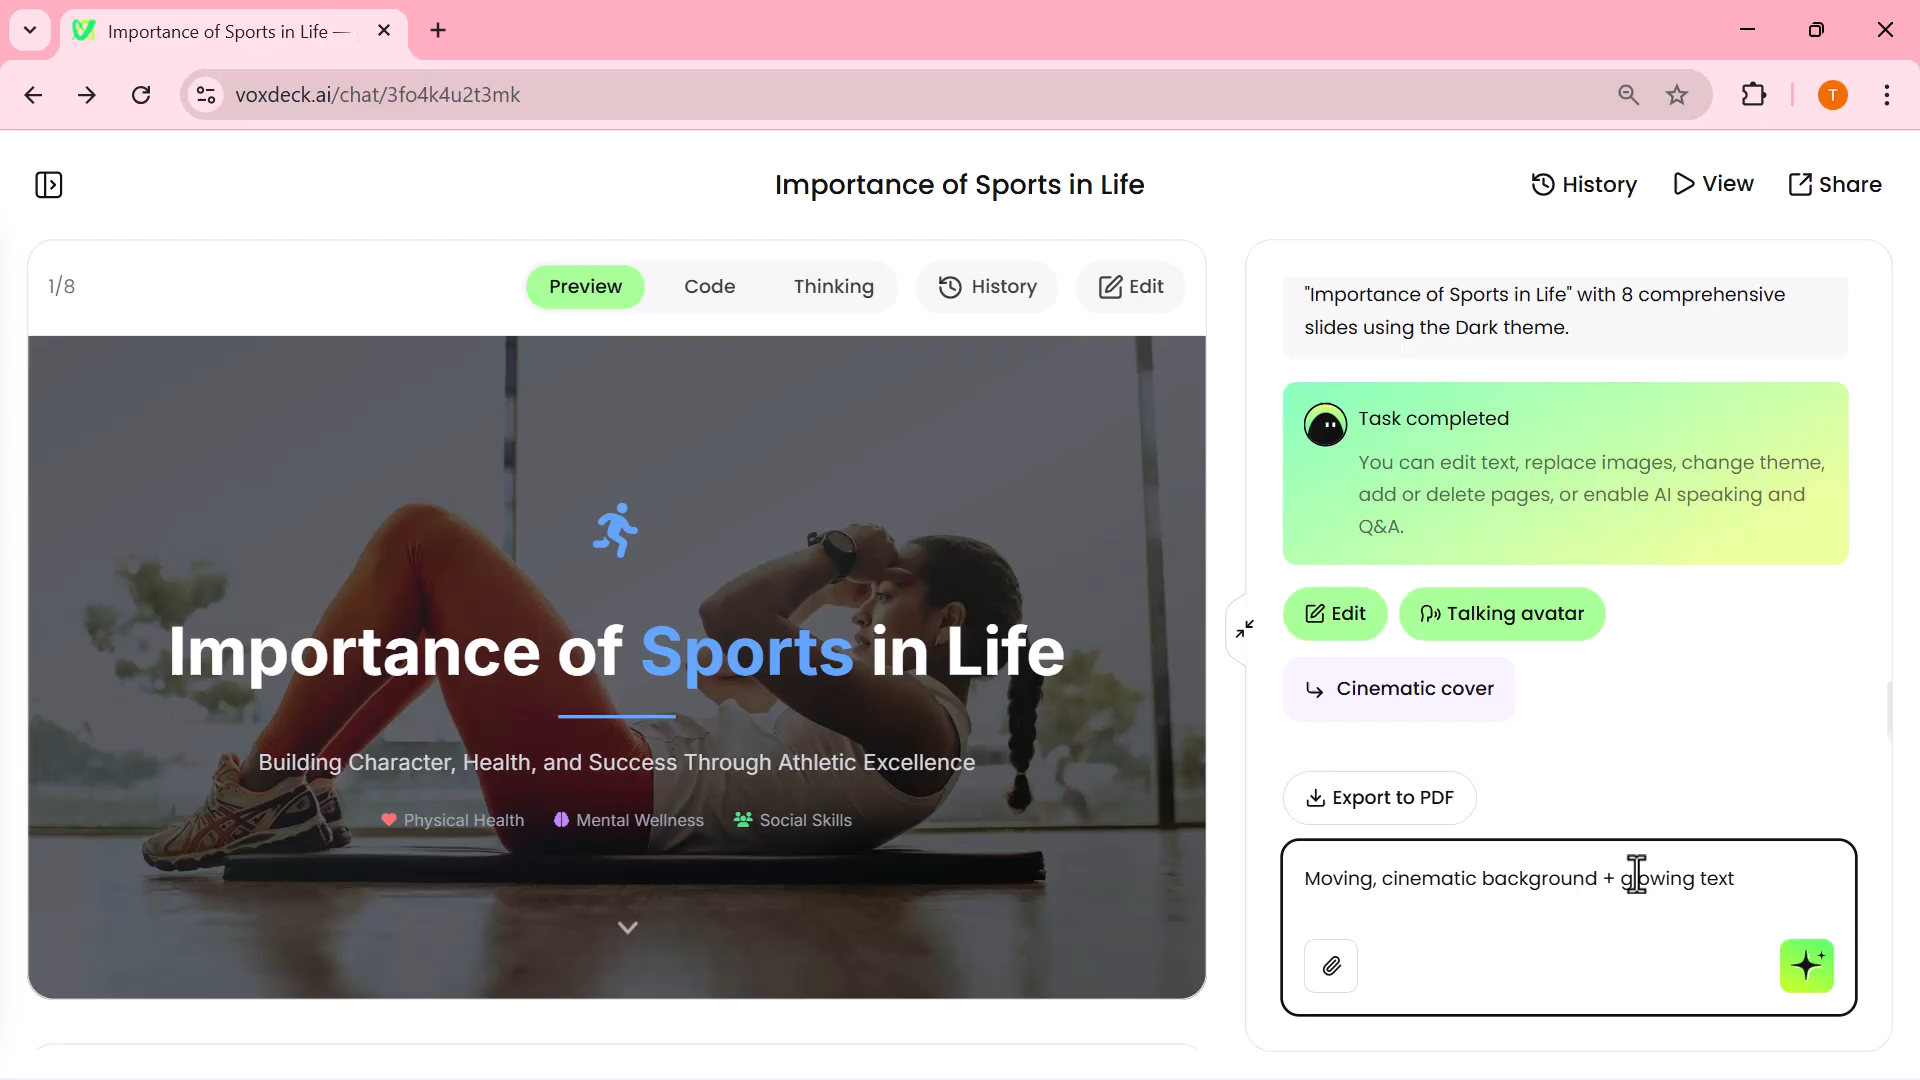 Importance of Sports in Life —
voxdeck.ai/chat/3fo4k4u2t3mk
T
Importance of Sports in Life
History
View
Share
1/8
Preview
Code
Thinking
History
Edit
Importance of Sports in Life
Building Character, Health, and Success Through Athletic Excellence
Physical Health
Mental Wellness
Social Skills
"Importance of Sports in Life" with 8 comprehensive
slides using the Dark theme.
Task completed
You can edit text, replace images, change theme,
add or delete pages, or enable AI speaking and
Q&A.
Edit
Talking avatar
Cinematic cover
Export to PDF
Moving, cinematic background + glowing text